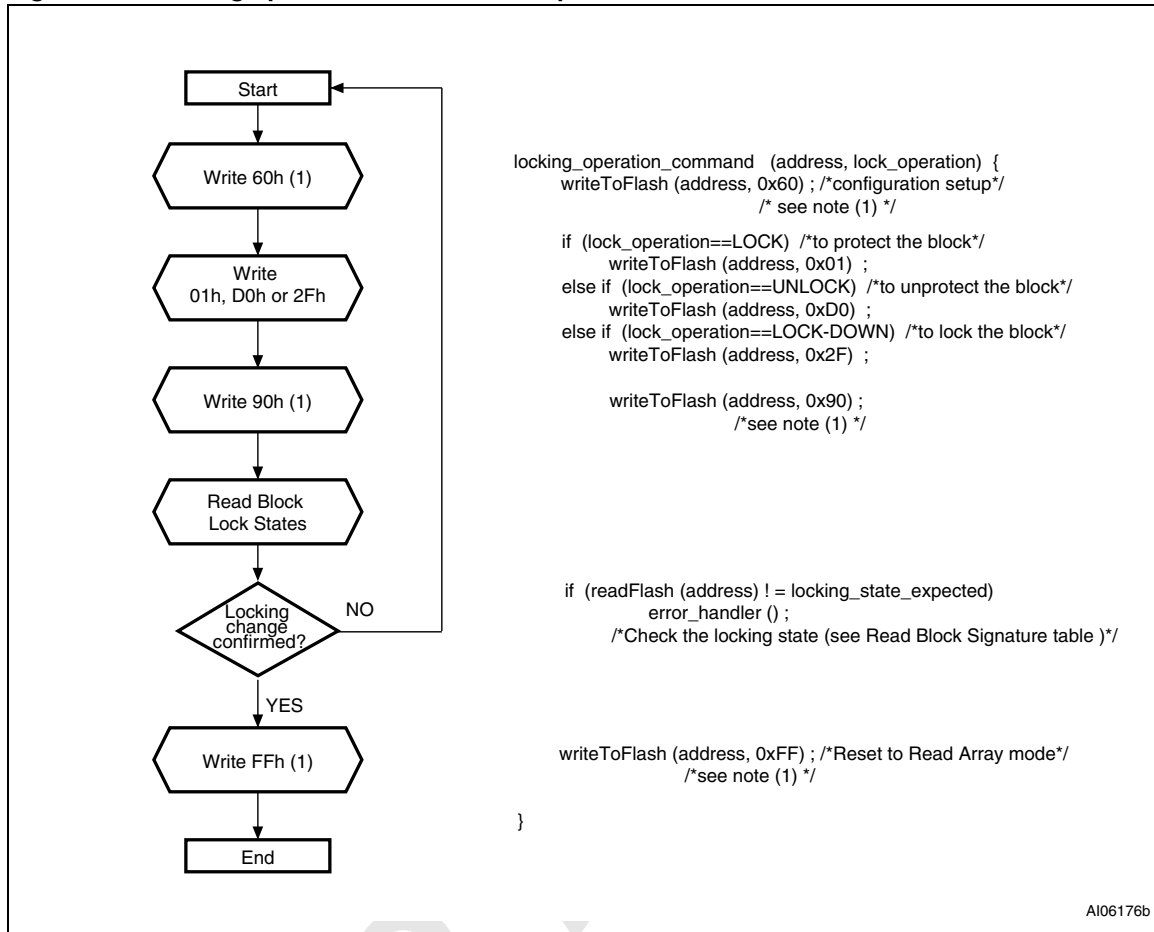 Start
Write 60h (1)
Write
01h, D0h or 2Fh
Write 90h (1)
Read Block
Lock States
Locking
change
confirmed?
NO
YES
Write FFh (1)
End
locking_operation_command (address, lock_operation) {
writeToFlash (address, 0x60) ; /*configuration setup*/
/* see note (1) */
if (lock_operation==LOCK) /*to protect the block*/
writeToFlash (address, 0x01) ;
else if (lock_operation==UNLOCK) /*to unprotect the block*/
writeToFlash (address, 0xD0) ;
else if (lock_operation==LOCK-DOWN) /*to lock the block*/
writeToFlash (address, 0x2F) ;
writeToFlash (address, 0x90) ;
/*see note (1) */
if (readFlash (address) ! = locking_state_expected)
error_handler () ;
/*Check the locking state (see Read Block Signature table )*/
writeToFlash (address, 0xFF) ; /*Reset to Read Array mode*/
/*see note (1) */
}
AI06176b